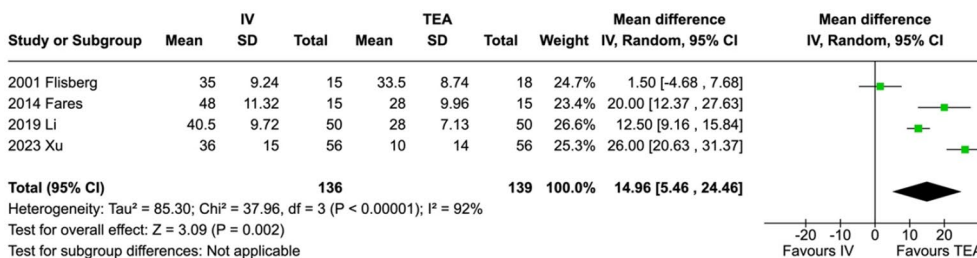 IV TEA Mean difference Mean difference
Study or Subgroup Mean SD Total Mean SD Total Weight IV, Random, 95% CI IV, Random, 95% CI
2001 Flisberg 35 9.24 15 33.5 8.74 18 24.7% 1.50 [-4.68 , 7.68]
2014 Fares 48 11.32 15 28 9.96 15 23.4% 20.00 [12.37 , 27.63]
2019 Li 40.5 9.72 50 28 7.13 50 26.6% 12.50 [9.16 , 15.84]
2023 Xu 36 15 56 10 14 56 25.3% 26.00 [20.63 , 31.37]
Total (95% CI) 136 139 100.0% 14.96 [5.46 , 24.46]
Heterogeneity: Tau² = 85.30; Chi² = 37.96, df = 3 (P < 0.00001); I² = 92%
Test for overall effect: Z = 3.09 (P = 0.002)
-20 -10 0 10 20
Test for subgroup differences: Not applicable Favours IV Favours TEA